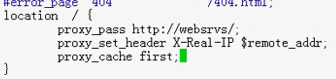 #error_page 404 /404.html;
location / {
proxy_pass http://websrvs/;
proxy_set_header X-Real-IP $remote_addr;
proxy_cache first;
}